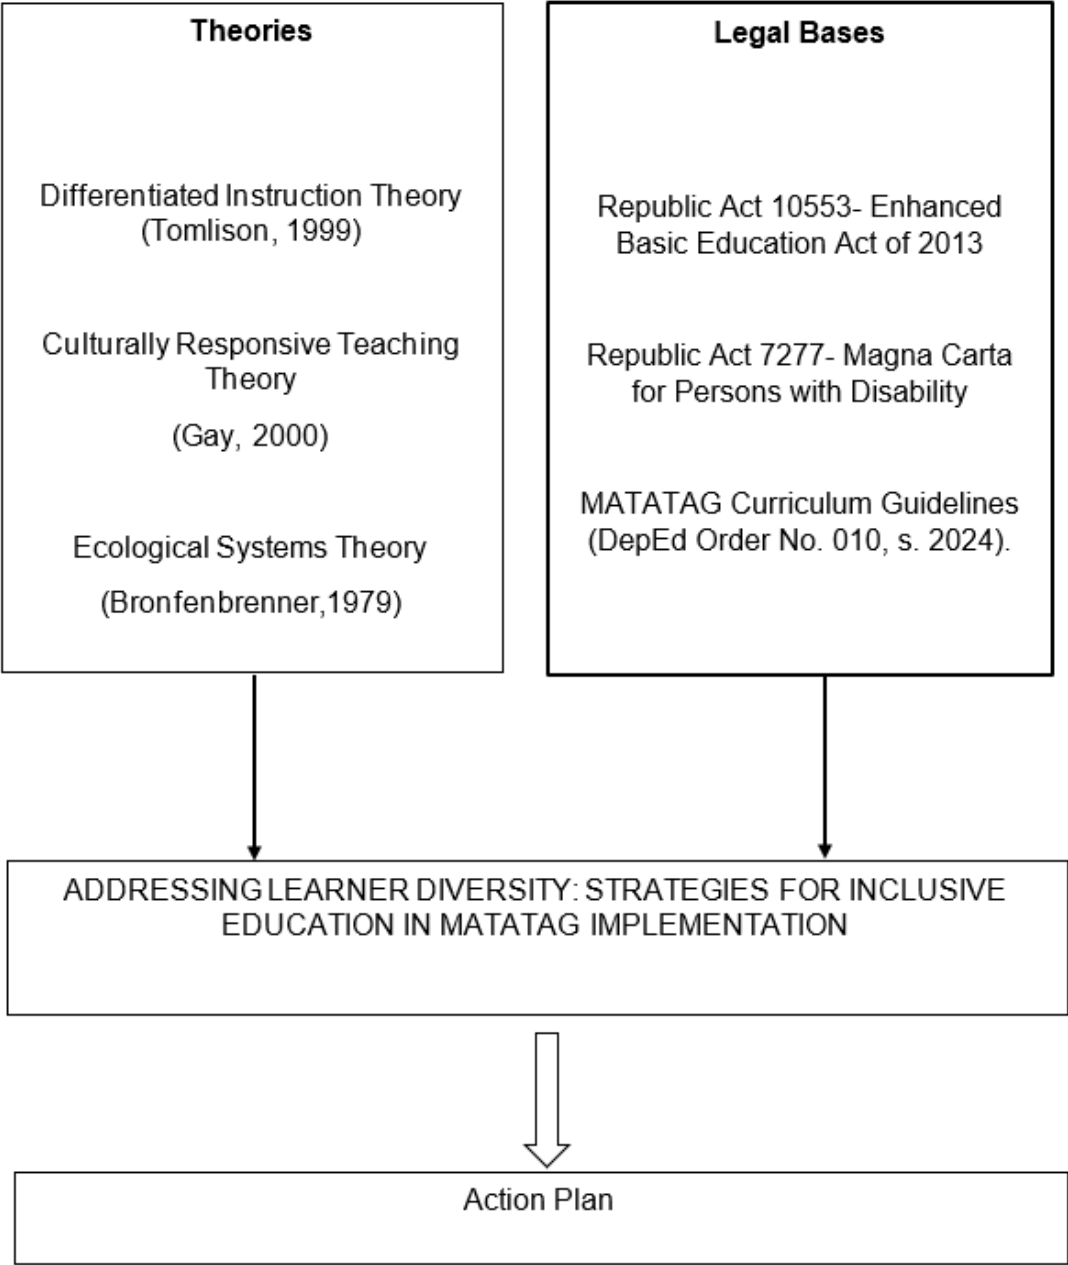 Theories
Differentiated Instruction Theory
(Tomlison, 1999)
Culturally Responsive Teaching
Theory
(Gay, 2000)
Ecological Systems Theory
(Bronfenbrenner,1979)
Legal Bases
Republic Act 10553- Enhanced
Basic Education Act of 2013
Republic Act 7277- Magna Carta
for Persons with Disability
MATATAG Curriculum Guidelines
(DepEd Order No. 010, s. 2024).
ADDRESSING LEARNER DIVERSITY: STRATEGIES FOR INCLUSIVE
EDUCATION IN MATATAG IMPLEMENTATION
Action Plan